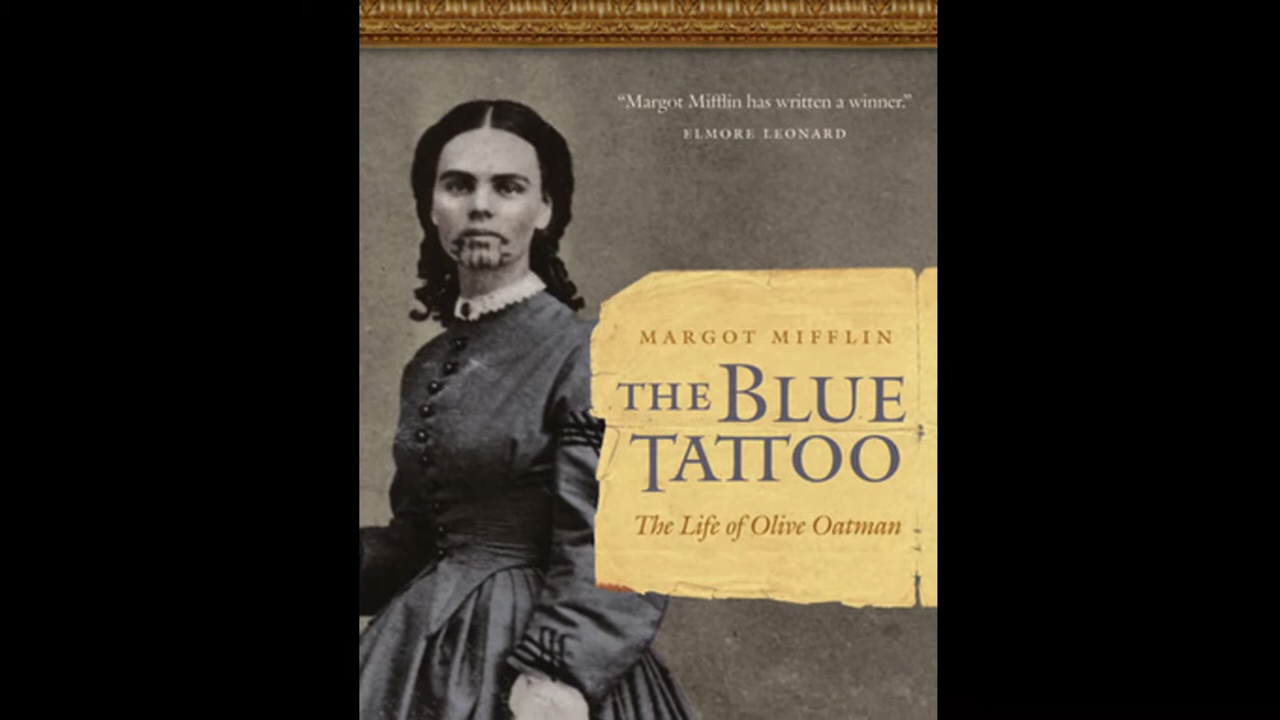 “Margot Mifflin has written a winner.”
ELMORE LEONARD
MARGOT MIFFLIN
THE BLUE
TATTOO
The Life of Olive Oatman